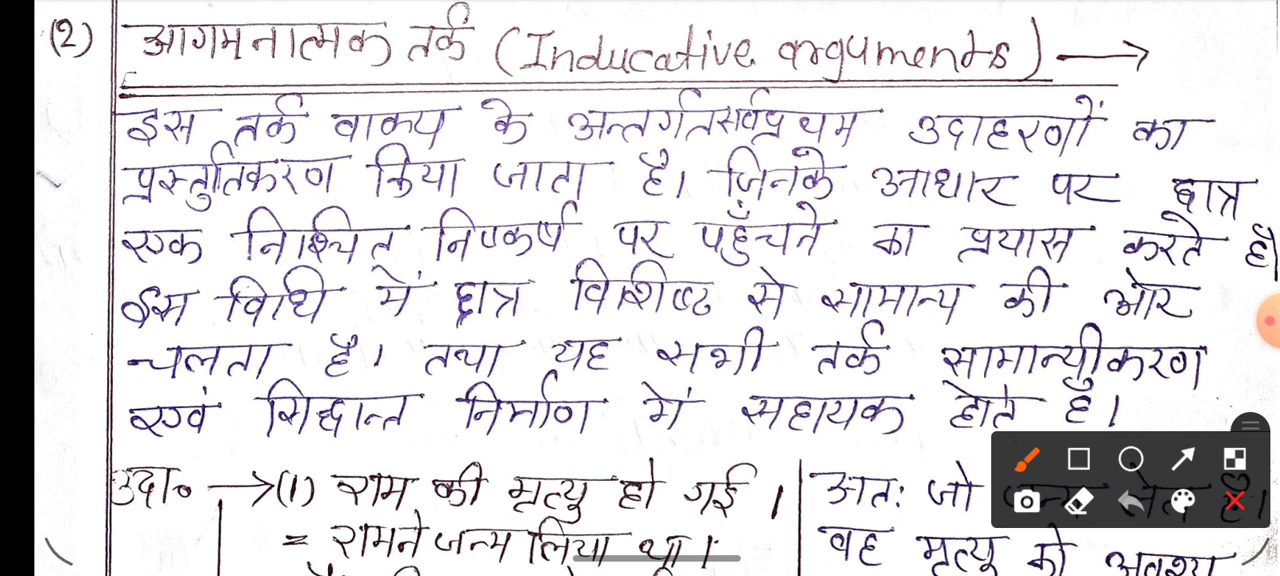 (2) आगमनात्मक तर्क (Inducative arguments) →
इस तर्क वाक्य के अन्तर्गत सर्वप्रथम उदाहरणों का
प्रस्तुतिकरण किया जाता है। जिनके आधार पर छात्र
एक निश्चित निष्कर्ष पर पहुँचने का प्रयास करते है।
इस विधि में छात्र विशिष्ट से सामान्य की ओर
चलता है। तथा यह सभी तर्क सामान्यीकरण
एवं सिद्धान्त निर्माण में सहायक होते है।
उदा० →(1) राम की मृत्यु हो गई ।
= रामने जन्म लिया था।
अतः जो जन्म लेता है।
वह मृत्यु को अवश्य